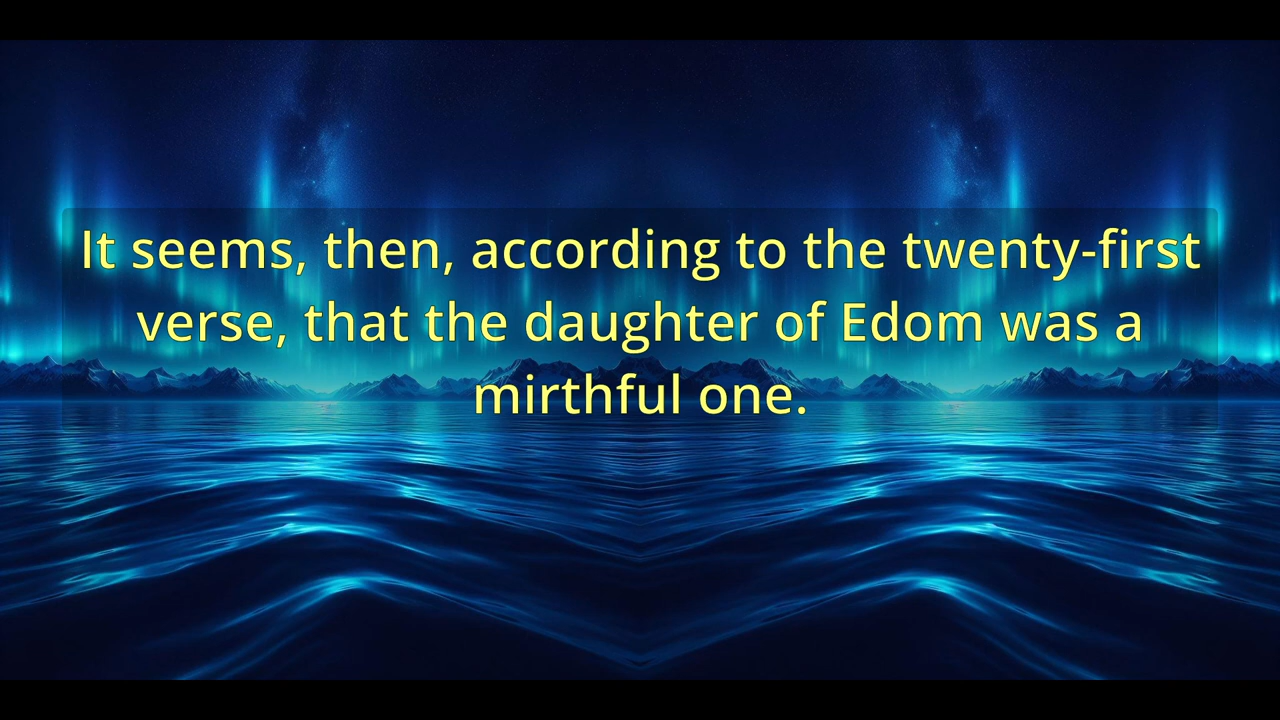 It seems, then, according to the twenty-first
verse, that the daughter of Edom was a
mirthful one.